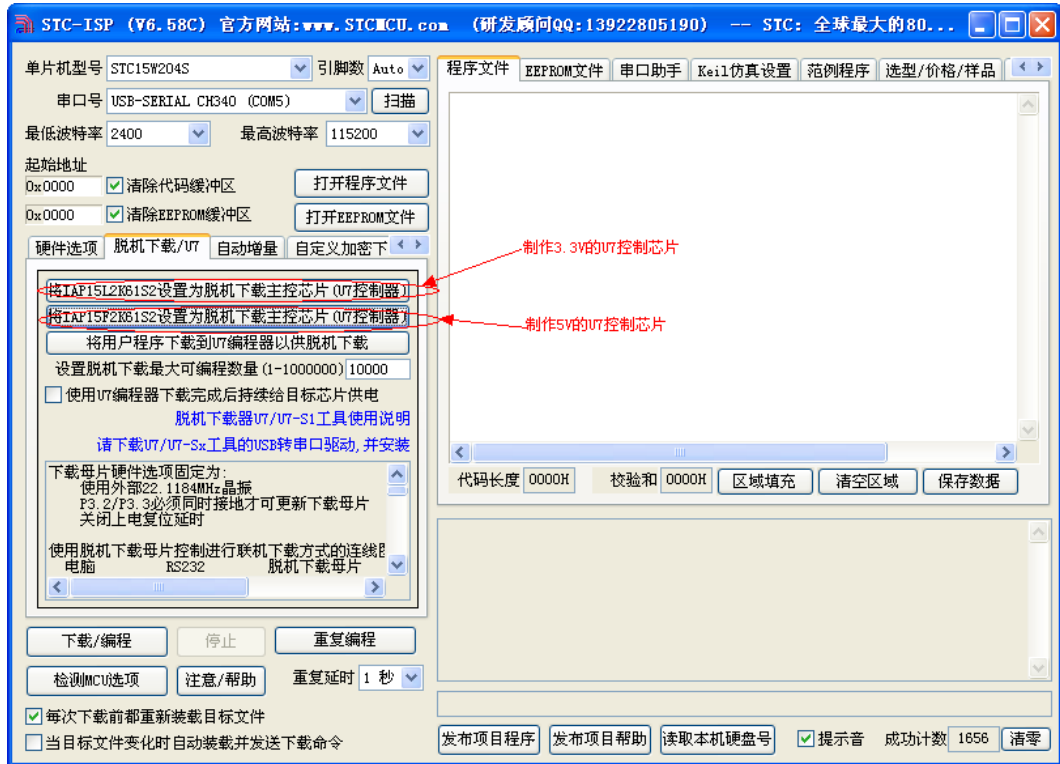 STC-ISP (V6.58C) 官方网站:www.STCMCU.com (研发顾问QQ:13922805190) -- STC: 全球最大的80...
单片机型号 STC15W204S 引脚数 Auto
串口号 USB-SERIAL CH340 (COM5) 扫描
最低波特率 2400 最高波特率 115200
起始地址
0x0000 清除代码缓冲区 打开程序文件
0x0000 清除EEPROM缓冲区 打开EEPROM文件
硬件选项 脱机下载/U7 自动增量 自定义加密下
将IAP15L2K61S2设置为脱机下载主控芯片(U7控制器)
将IAP15F2K61S2设置为脱机下载主控芯片(U7控制器)
将用户程序下载到U7编程器以供脱机下载
设置脱机下载最大可编程数量(1-1000000) 10000
使用U7编程器下载完成后持续给目标芯片供电
脱机下载器U7/U7-S1工具使用说明
请下载U7/U7-Sx工具的USB转串口驱动,并安装
下载母片硬件选项固定为:
使用外部22.1184MHz晶振
P3.2/P3.3必须同时接地才可更新下载母片
关闭上电复位延时
使用脱机下载母片控制进行联机下载方式的连线
电脑 RS232 脱机下载母片
下载/编程 停止 重复编程
检测MCU选项 注意/帮助 重复延时 1 秒
每次下载前都重新装载目标文件
当目标文件变化时自动装载并发送下载命令
程序文件 EEPROM文件 串口助手 Keil仿真设置 范例程序 选型/价格/样品
制作3.3V的U7控制芯片
制作5V的U7控制芯片
代码长度 0000H 校验和 0000H 区域填充 清空区域 保存数据
发布项目程序 发布项目帮助 读取本机硬盘号 提示音 成功计数 1656 清零